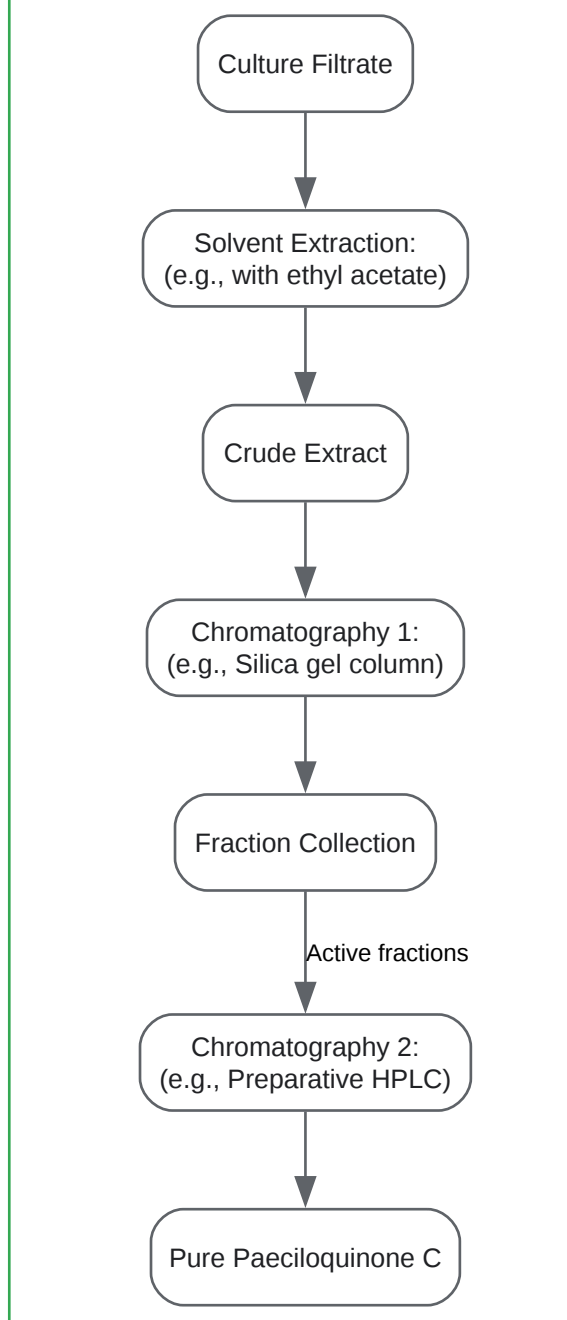 Culture Filtrate
Solvent Extraction:
(e.g., with ethyl acetate)
Crude Extract
Chromatography 1:
(e.g., Silica gel column)
Fraction Collection
Active fractions
Chromatography 2:
(e.g., Preparative HPLC)
Pure Paeciloquinone C